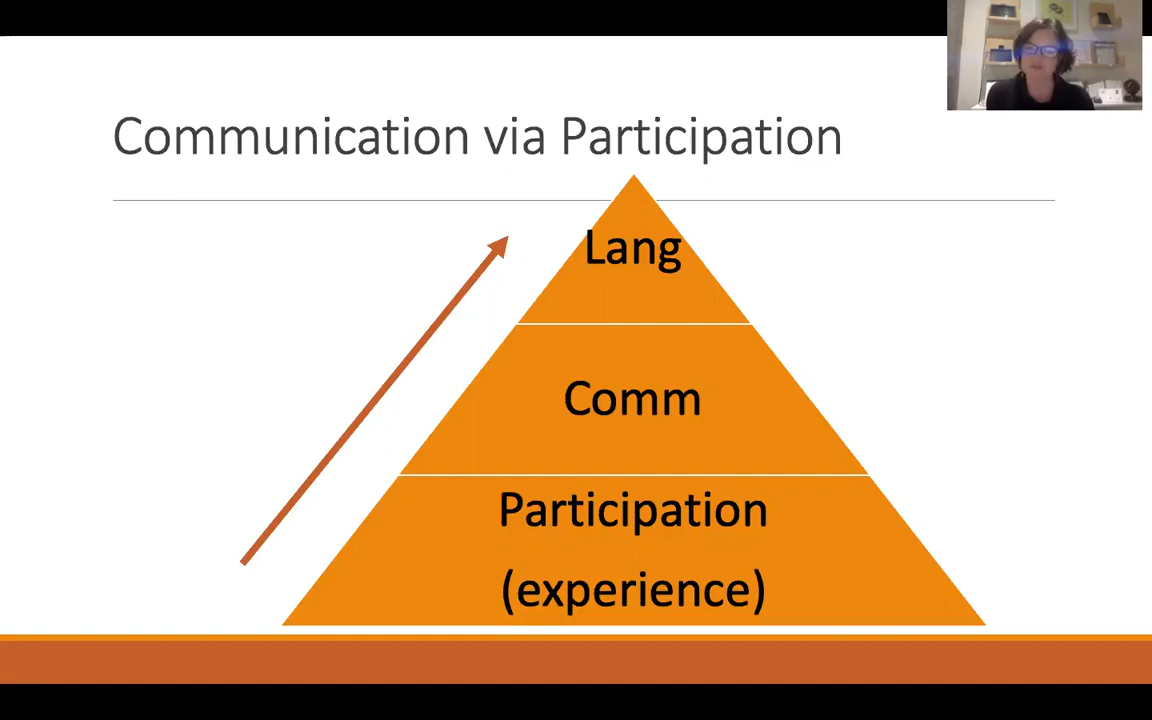 Communication via Participation
Lang
Comm
Participation
(experience)